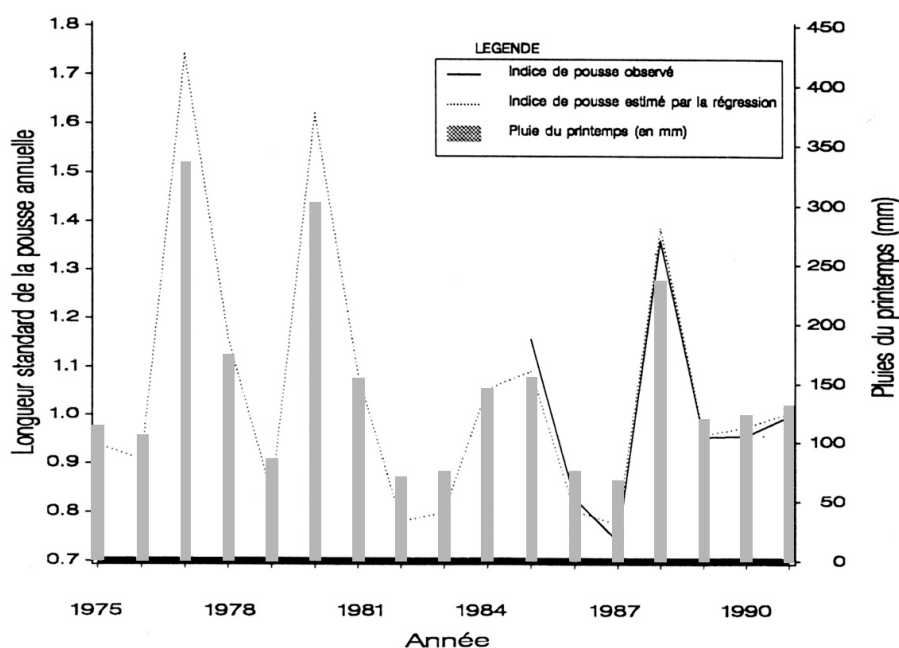 LEGENDE
Indice de pousse observé
Indice de pousse estimé par la régression
Pluie du printemps (en mm)
Longueur standard de la pousse annuelle
1.8
1.7
1.6
1.5
1.4
1.3
1.2
1.1
1.0
0.9
0.8
0.7
450
400
350
300
250
200
150
100
50
0
Pluies du printemps (mm)
1975 1978 1981 1984 1987 1990
Année